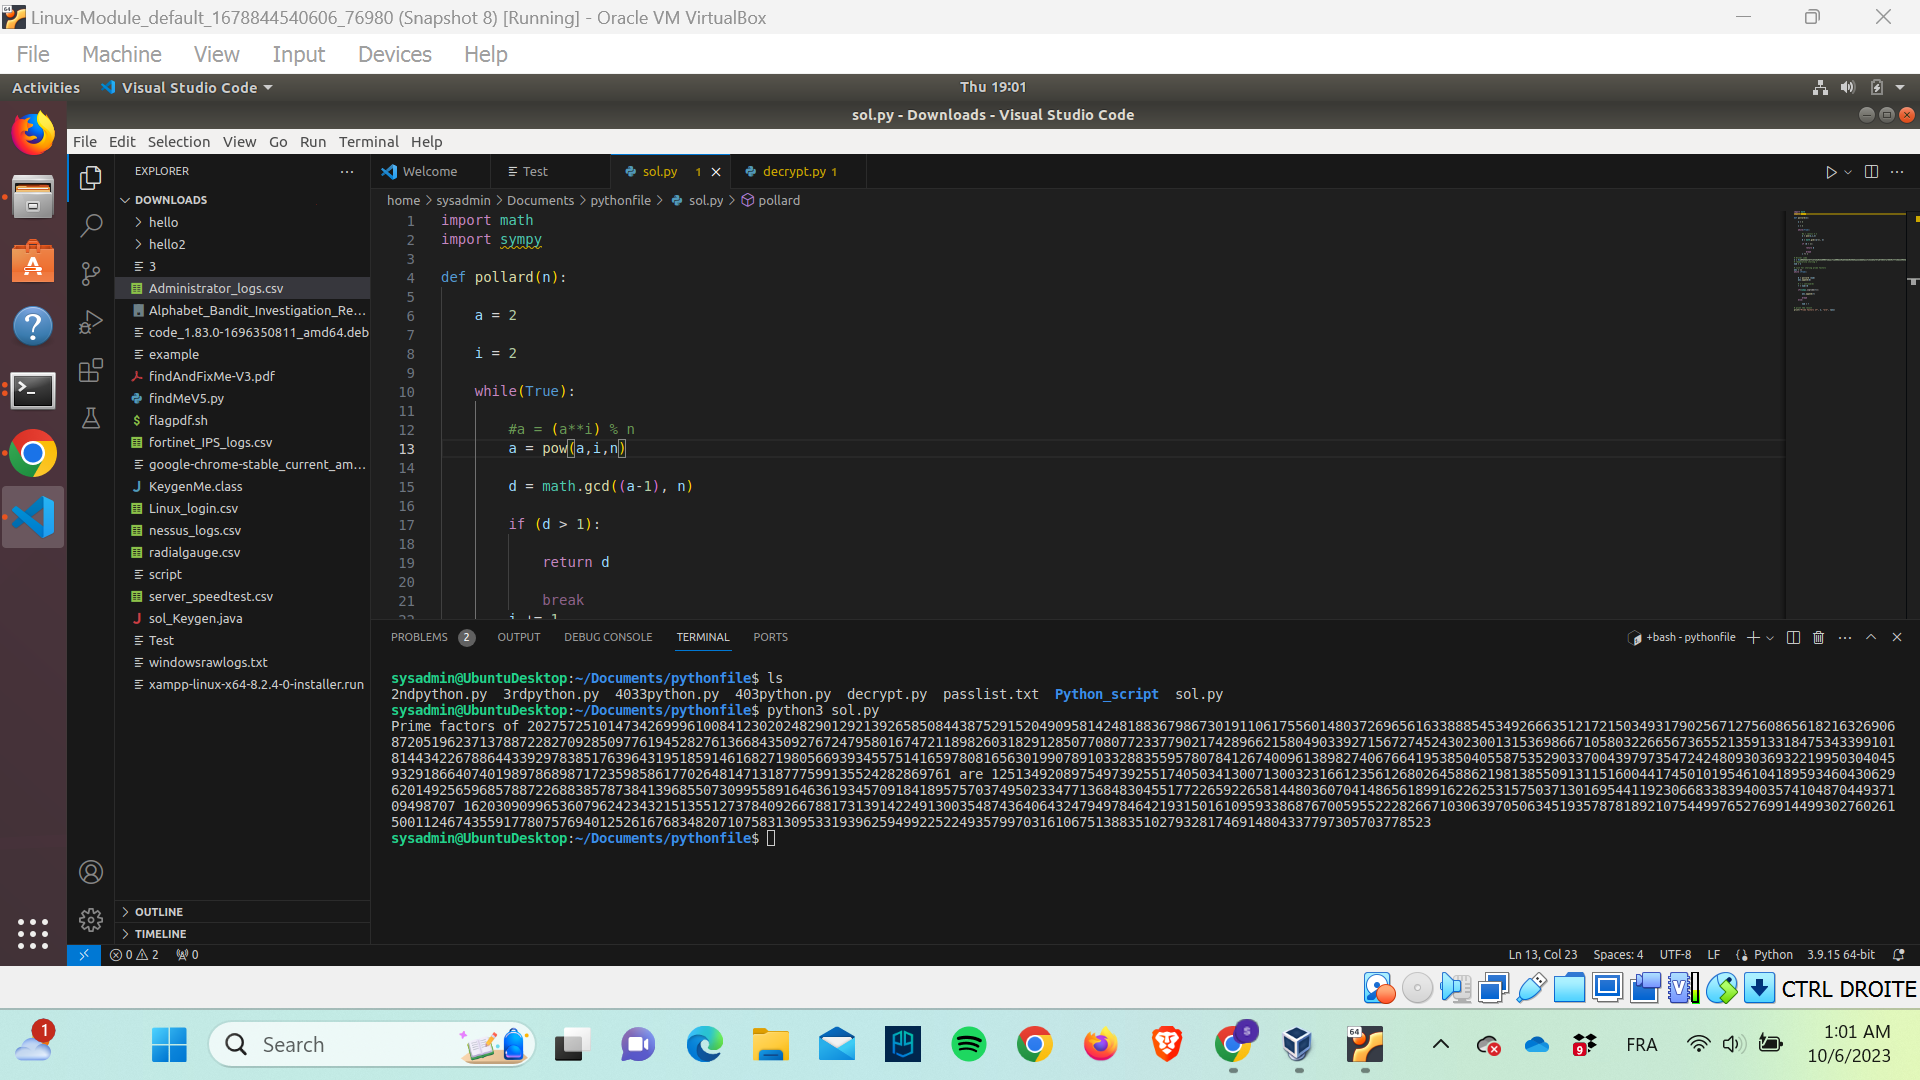 Linux-Module_default_1678844540606_76980 (Snapshot 8) [Running] - Oracle VM VirtualBox
File Machine View Input Devices Help
Activities Visual Studio Code Thu 19:01
sol.py - Downloads - Visual Studio Code
File Edit Selection View Go Run Terminal Help
EXPLORER
DOWNLOADS
hello
hello2
3
Administrator_logs.csv
Alphabet_Bandit_Investigation_Re...
code_1.83.0-1696350811_amd64.deb
example
findAndFixMe-V3.pdf
findMeV5.py
flagpdf.sh
fortinet_IPS_logs.csv
google-chrome-stable_current_am...
KeygenMe.class
Linux_login.csv
nessus_logs.csv
radialgauge.csv
script
server_speedtest.csv
sol_Keygen.java
Test
windowsrawlogs.txt
xampp-linux-x64-8.2.4-0-installer.run
OUTLINE
TIMELINE
Welcome Test sol.py 1 decrypt.py 1
home > sysadmin > Documents > pythonfile > sol.py > pollard
1 import math
2 import sympy
3
4 def pollard(n):
5
6 a = 2
7
8 i = 2
9
10 while(True):
11
12 #a = (a**i) % n
13 a = pow(a,i,n)
14
15 d = math.gcd((a-1), n)
16
17 if (d > 1):
18
19 return d
20
21 break
PROBLEMS 2 OUTPUT DEBUG CONSOLE TERMINAL PORTS
+bash - pythonfile
sysadmin@UbuntuDesktop:~/Documents/pythonfile$ ls
2ndpython.py 3rdpython.py 4033python.py 403python.py decrypt.py passlist.txt Python_script sol.py
sysadmin@UbuntuDesktop:~/Documents/pythonfile$ python3 sol.py
Prime factors of 
are 
sysadmin@UbuntuDesktop:~/Documents/pythonfile$
0 2 0
Ln 13, Col 23 Spaces: 4 UTF-8 LF Python 3.9.15 64-bit
CTRL DROITE
1
Search
64
S
9
FRA
1:01 AM
10/6/2023